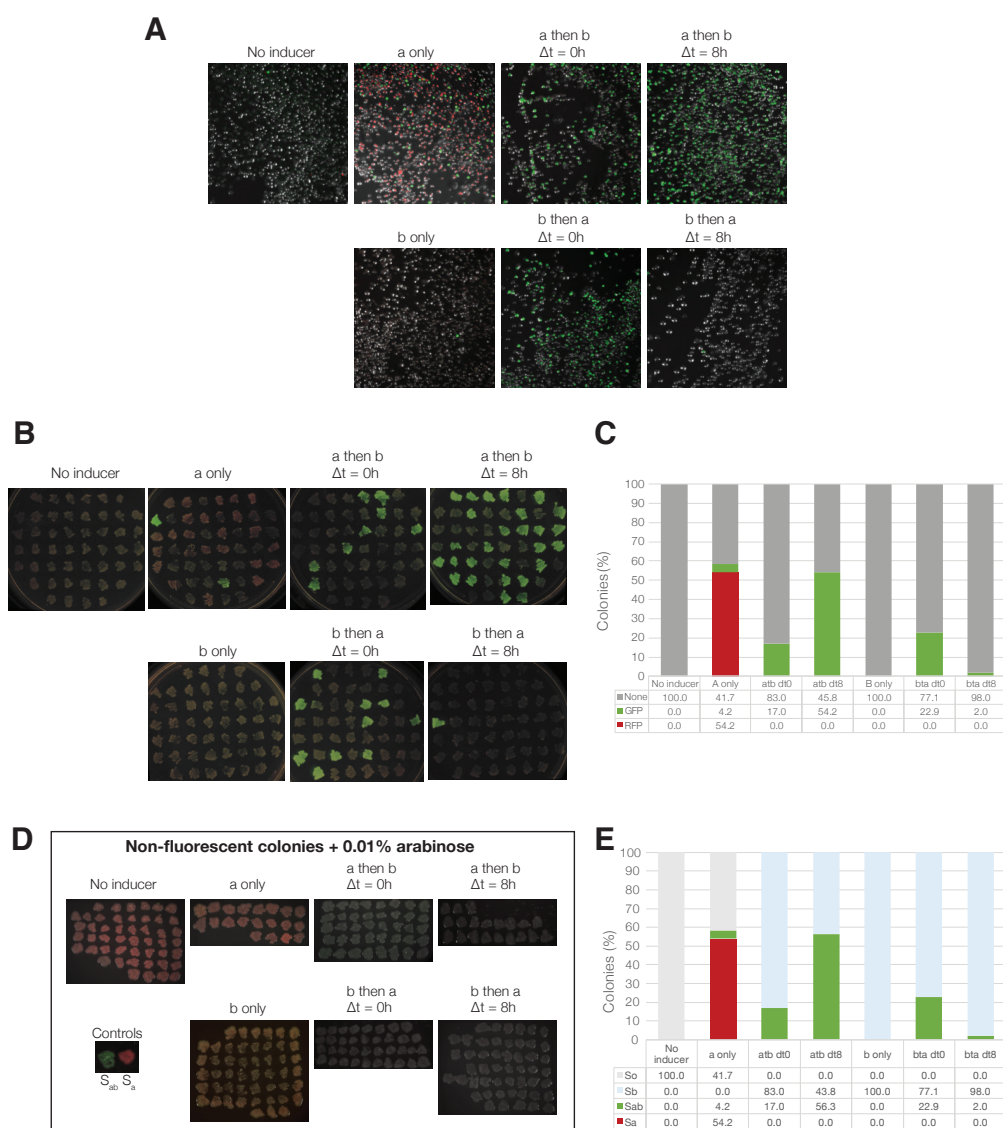 A
No inducer
a only
a then b
Δt = 0h
a then b
Δt = 8h
b only
b then a
Δt = 0h
b then a
Δt = 8h
B
No inducer
a only
a then b
Δt = 0h
a then b
Δt = 8h
b only
b then a
Δt = 0h
b then a
Δt = 8h
C
Colonies (%)
100
90
80
70
60
50
40
30
20
10
0
No inducer A only atb dt0 atb dt8 B only bta dt0 bta dt8
None 100.0 41.7 83.0 45.8 100.0 77.1 98.0
GFP 0.0 4.2 17.0 54.2 0.0 22.9 2.0
RFP 0.0 54.2 0.0 0.0 0.0 0.0 0.0
D
Non-fluorescent colonies + 0.01% arabinose
No inducer
a only
a then b
Δt = 0h
a then b
Δt = 8h
Controls
Sab Sa
b only
b then a
Δt = 0h
b then a
Δt = 8h
E
Colonies (%)
100
90
80
70
60
50
40
30
20
10
0
No
inducer
a only atb dt0 atb dt8 b only bta dt0 bta dt8
So 100.0 41.7 0.0 0.0 0.0 0.0 0.0
Sb 0.0 0.0 83.0 43.8 100.0 77.1 98.0
Sab 0.0 4.2 17.0 56.3 0.0 22.9 2.0
Sa 0.0 54.2 0.0 0.0 0.0 0.0 0.0